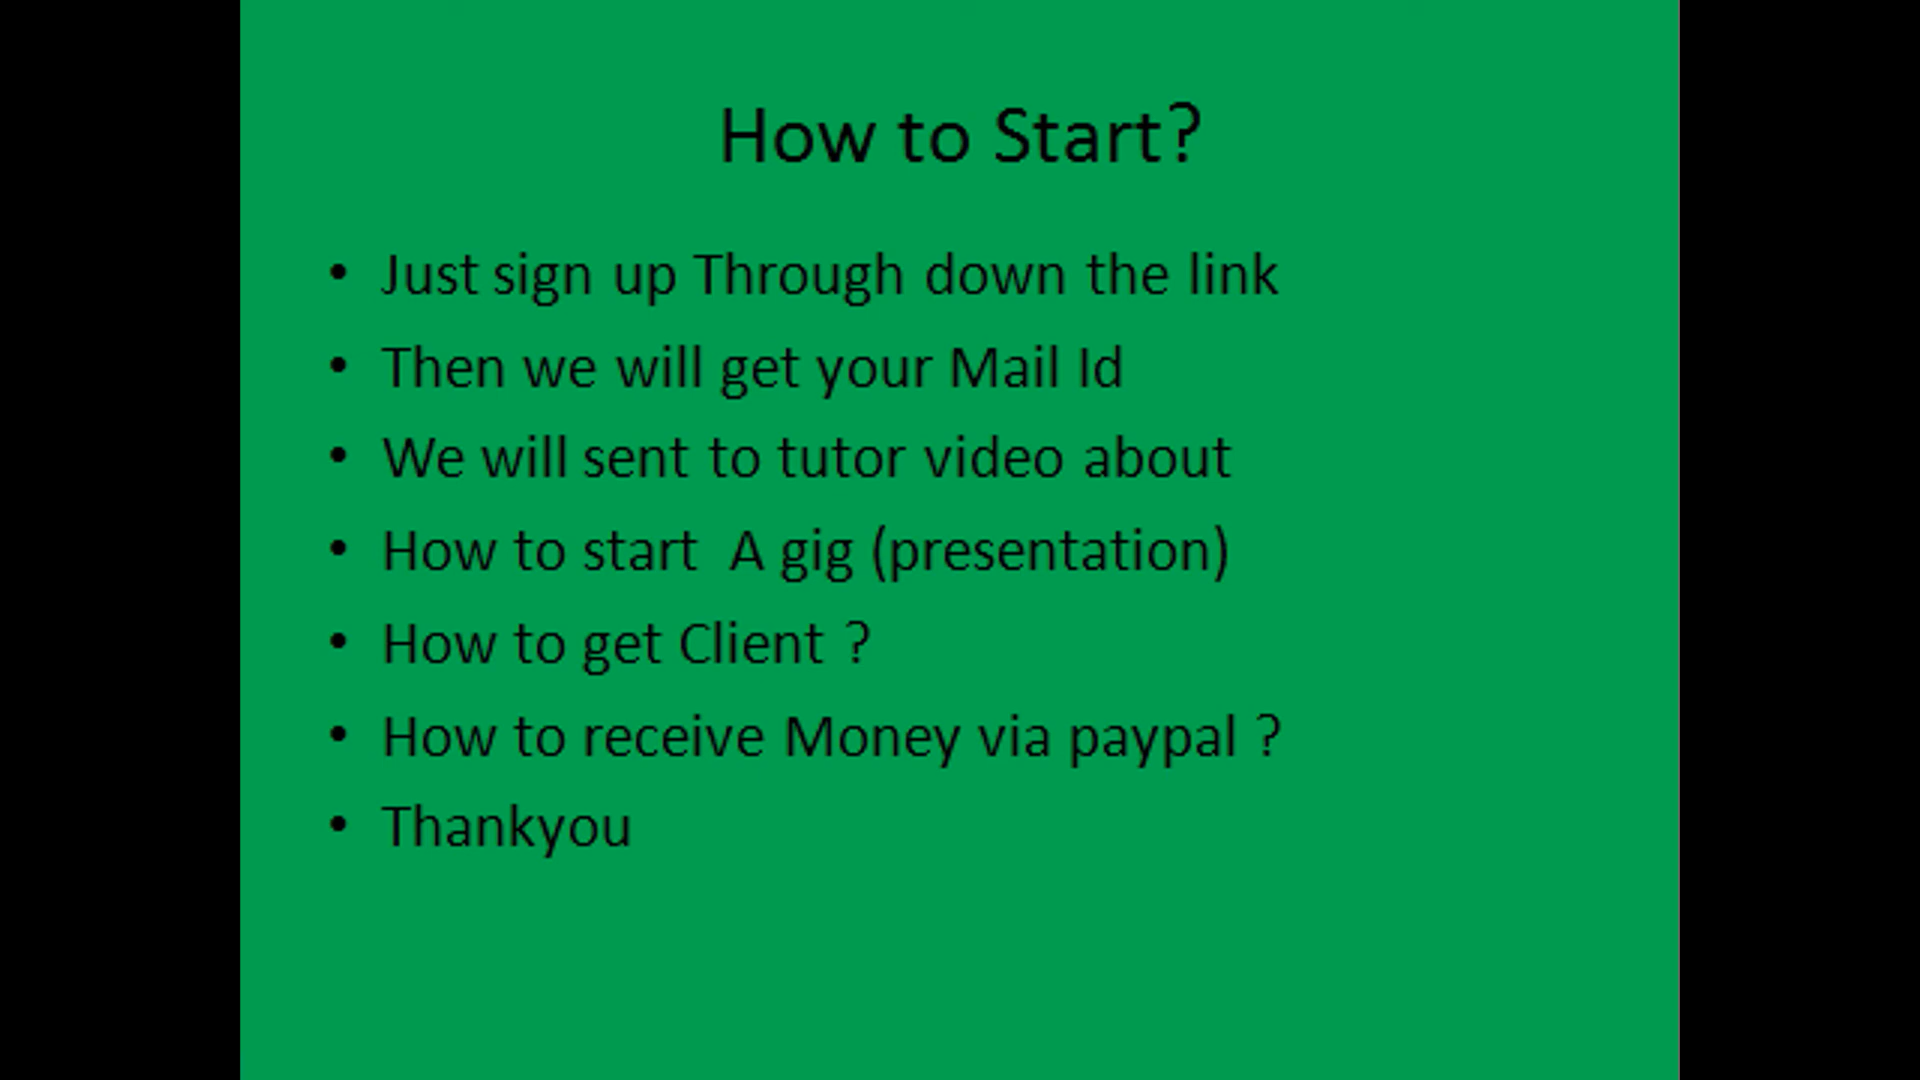 How to Start?
• Just sign up Through down the link
• Then we will get your Mail Id
• We will sent to tutor video about
• How to start  A gig (presentation)
• How to get Client ?
• How to receive Money via paypal ?
• Thankyou